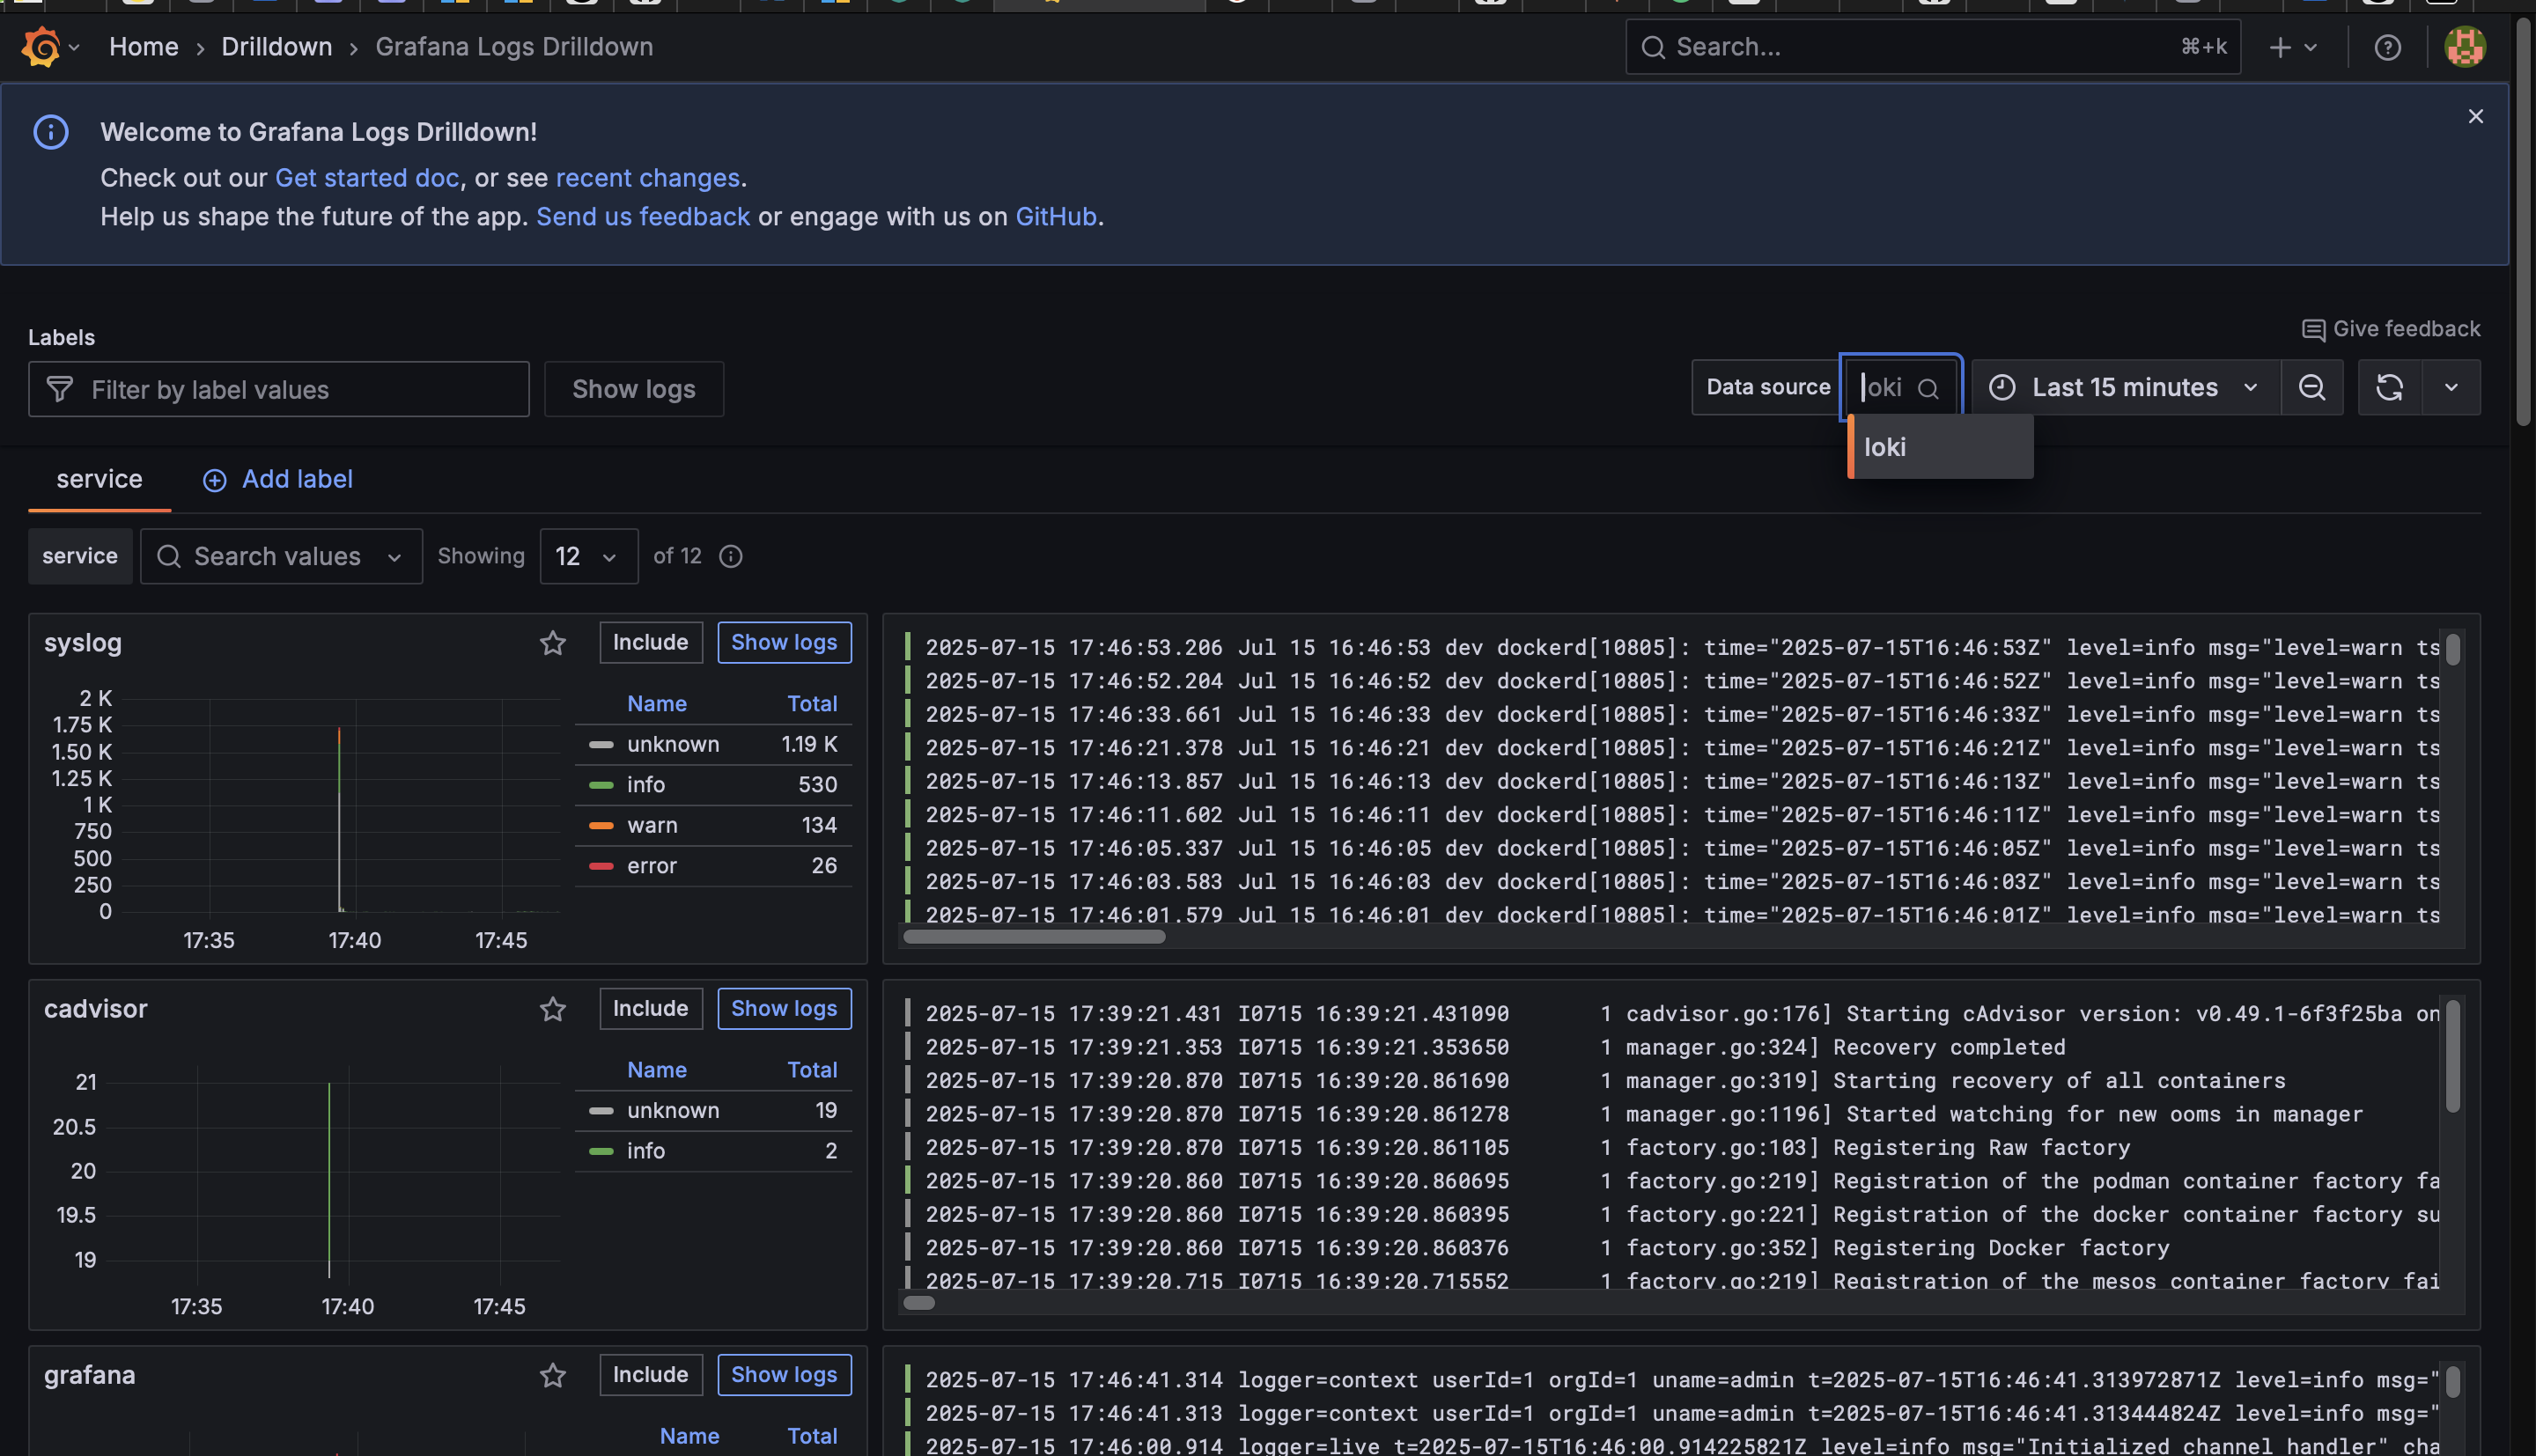 Home › Drilldown › Grafana Logs Drilldown
Search... ⌘+k
Welcome to Grafana Logs Drilldown!
Check out our Get started doc, or see recent changes.
Help us shape the future of the app. Send us feedback or engage with us on GitHub.
Give feedback
Labels
Filter by label values Show logs
Data source loki Last 15 minutes
loki
service Add label
service Search values Showing 12 of 12
syslog Include Show logs
Name Total
unknown 1.19 K
info 530
warn 134
error 26
2 K
1.75 K
1.50 K
1.25 K
1 K
750
500
250
0
17:35 17:40 17:45
2025-07-15 17:46:53.206 Jul 15 16:46:53 dev dockerd[10805]: time="2025-07-15T16:46:53Z" level=info msg="level=warn ts
2025-07-15 17:46:52.204 Jul 15 16:46:52 dev dockerd[10805]: time="2025-07-15T16:46:52Z" level=info msg="level=warn ts
2025-07-15 17:46:33.661 Jul 15 16:46:33 dev dockerd[10805]: time="2025-07-15T16:46:33Z" level=info msg="level=warn ts
2025-07-15 17:46:21.378 Jul 15 16:46:21 dev dockerd[10805]: time="2025-07-15T16:46:21Z" level=info msg="level=warn ts
2025-07-15 17:46:13.857 Jul 15 16:46:13 dev dockerd[10805]: time="2025-07-15T16:46:13Z" level=info msg="level=warn ts
2025-07-15 17:46:11.602 Jul 15 16:46:11 dev dockerd[10805]: time="2025-07-15T16:46:11Z" level=info msg="level=warn ts
2025-07-15 17:46:05.337 Jul 15 16:46:05 dev dockerd[10805]: time="2025-07-15T16:46:05Z" level=info msg="level=warn ts
2025-07-15 17:46:03.583 Jul 15 16:46:03 dev dockerd[10805]: time="2025-07-15T16:46:03Z" level=info msg="level=warn ts
2025-07-15 17:46:01.579 Jul 15 16:46:01 dev dockerd[10805]: time="2025-07-15T16:46:01Z" level=info msg="level=warn ts
cadvisor Include Show logs
Name Total
unknown 19
info 2
21
20.5
20
19.5
19
17:35 17:40 17:45
2025-07-15 17:39:21.431 I0715 16:39:21.431090 1 cadvisor.go:176] Starting cAdvisor version: v0.49.1-6f3f25ba on
2025-07-15 17:39:21.353 I0715 16:39:21.353650 1 manager.go:324] Recovery completed
2025-07-15 17:39:20.870 I0715 16:39:20.861690 1 manager.go:319] Starting recovery of all containers
2025-07-15 17:39:20.870 I0715 16:39:20.861278 1 manager.go:1196] Started watching for new ooms in manager
2025-07-15 17:39:20.870 I0715 16:39:20.861105 1 factory.go:103] Registering Raw factory
2025-07-15 17:39:20.860 I0715 16:39:20.860695 1 factory.go:219] Registration of the podman container factory fa
2025-07-15 17:39:20.860 I0715 16:39:20.860395 1 factory.go:221] Registration of the docker container factory su
2025-07-15 17:39:20.860 I0715 16:39:20.860376 1 factory.go:352] Registering Docker factory
2025-07-15 17:39:20.715 I0715 16:39:20.715552 1 factory.go:219] Registration of the mesos container factory fai
grafana Include Show logs
Name Total
2025-07-15 17:46:41.314 logger=context userId=1 orgId=1 uname=admin t=2025-07-15T16:46:41.313972871Z level=info msg="
2025-07-15 17:46:41.313 logger=context userId=1 orgId=1 uname=admin t=2025-07-15T16:46:41.313444824Z level=info msg="
2025-07-15 17:46:00.914 logger=live t=2025-07-15T16:46:00.914225821Z level=info msg="Initialized channel handler" cha